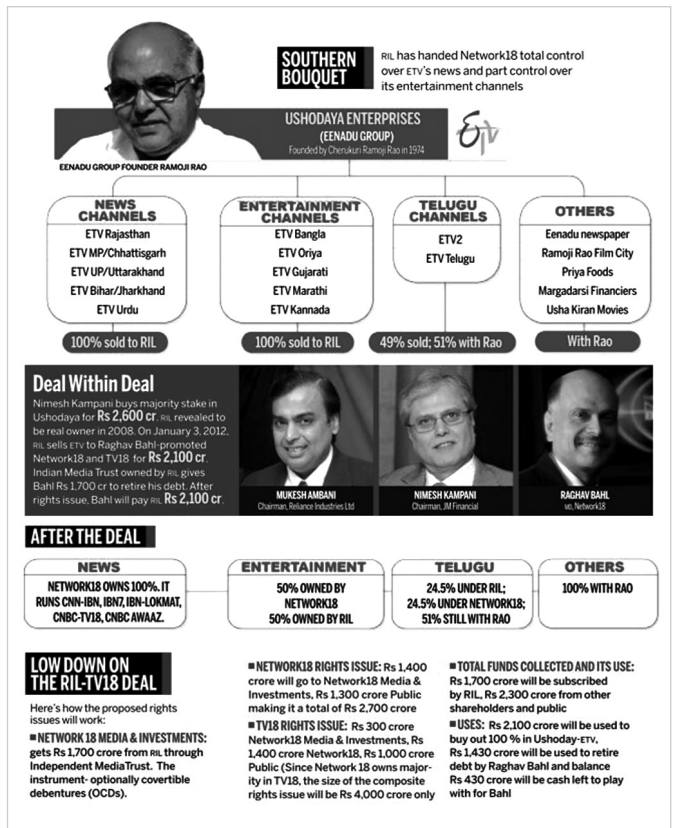 SOUTHERN
BOUQUET
RIL has handed Network18 total control
over ETV's news and part control over
its entertainment channels
USHODAYA ENTERPRISES
(EENADU GROUP)
Founded by Cherukuri Ramoji Rao in 1974
ETV
EENADU GROUP FOUNDER RAMOJI RAO
NEWS
CHANNELS
ETV Rajasthan
ETV MP/Chhattisgarh
ETV UP/Uttarakhand
ETV Bihar/Jharkhand
ETV Urdu
100% sold to RIL
ENTERTAINMENT
CHANNELS
ETV Bangla
ETV Oriya
ETV Gujarati
ETV Marathi
ETV Kannada
100% sold to RIL
TELUGU
CHANNELS
ETV2
ETV Telugu
49% sold; 51% with Rao
OTHERS
Eenadu newspaper
Ramoji Rao Film City
Priya Foods
Margadarsi Financiers
Usha Kiran Movies
With Rao
Deal Within Deal
Nimesh Kampani buys majority stake in
Ushodaya for Rs 2,600 cr. RIL revealed to
be real owner in 2008. On January 3, 2012,
RIL sells ETV to Raghav Bahl-promoted
Network18 and TV18 for Rs 2,100 cr.
Indian Media Trust owned by RIL gives
Bahl Rs 1,700 cr to retire his debt. After
rights issue, Bahl will pay RIL Rs 2,100 cr.
MUKESH AMBANI
Chairman, Reliance Industries Ltd
NIMESH KAMPANI
Chairman, JM Financial
RAGHAV BAHL
MD, Network18
AFTER THE DEAL
NEWS
NETWORK18 OWNS 100%. IT
RUNS CNN-IBN, IBN7, IBN-LOKMAT,
CNBC-TV18, CNBC AWAAZ.
ENTERTAINMENT
50% OWNED BY
NETWORK18
50% OWNED BY RIL
TELUGU
24.5% UNDER RIL;
24.5% UNDER NETWORK18;
51% STILL WITH RAO
OTHERS
100% WITH RAO
LOW DOWN ON
THE RIL-TV18 DEAL
Here's how the proposed rights
issues will work:
■ NETWORK 18 MEDIA & INVESTMENTS:
gets Rs 1,700 crore from RIL through
Independent MediaTrust. The
instrument- optionally covertible
debentures (OCDs).
■ NETWORK18 RIGHTS ISSUE: Rs 1,400
crore will go to Network18 Media &
Investments, Rs 1,300 crore Public
making it a total of Rs 2,700 crore
■ TV18 RIGHTS ISSUE: Rs 300 crore
Network18 Media & Investments, Rs
1,400 crore Network18, Rs 1,000 crore
Public (Since Network 18 owns major-
ity in TV18, the size of the composite
rights issue will be Rs 4,000 crore only
■ TOTAL FUNDS COLLECTED AND ITS USE:
Rs 1,700 crore will be subscribed
by RIL, Rs 2,300 crore from other
shareholders and public
■ USES: Rs 2,100 crore will be used to
buy out 100 % in Ushoday-ETV,
Rs 1,430 crore will be used to retire
debt by Raghav Bahl and balance
Rs 430 crore will be cash left to play
with for Bahl